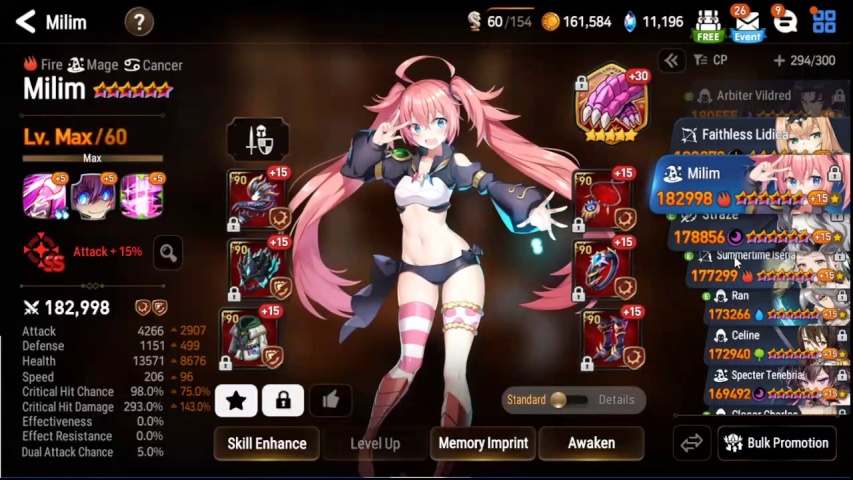 Milim
?
60/154
161,584
11,196
FREE
26
Event
9
Fire Mage Cancer
Milim
Lv. Max/60
Max
+5 +5 +5
SS
Attack + 15%
182,998
Attack 4266 2907
Defense 1151 499
Health 13571 8676
Speed 206 96
Critical Hit Chance 98.0% 75.0%
Critical Hit Damage 293.0% 143.0%
Effectiveness 0.0%
Effect Resistance 0.0%
Dual Attack Chance 5.0%
90 +15
90 +15
90 +15
+30
90 +15
90 +15
90 +15
Standard Details
Skill Enhance
Level Up
Memory Imprint
Awaken
CP
294/300
Arbiter Vildred
Faithless Lidica
Milim
182998 +15
Straze
178856 +15
Summertime Iseria
177299 +15
Ran
173266 +15
Celine
172940 +15
Specter Tenebria
169492 +15
Bulk Promotion